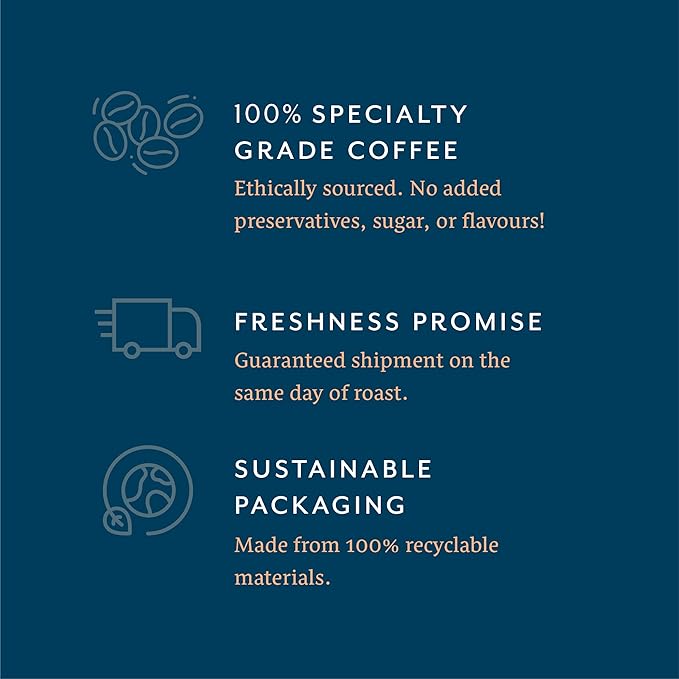 100% SPECIALTY
GRADE COFFEE
Ethically sourced. No added
preservatives, sugar, or flavours!
FRESHNESS PROMISE
Guaranteed shipment on the
same day of roast.
SUSTAINABLE
PACKAGING
Made from 100% recyclable
materials.